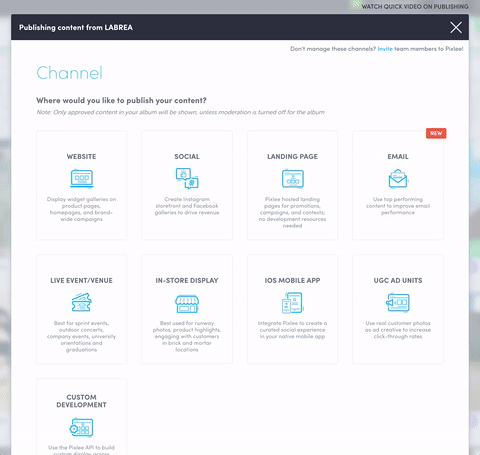 WATCH QUICK VIDEO ON PUBLISHING
Publishing content from LABREA
Don't manage these channels? Invite team members to Pixlee!
Channel
Where would you like to publish your content?
Note: Only approved content in your album will be shown, unless moderation is turned off for the album
NEW
WEBSITE
Display widget galleries on
product pages,
homepages, and brand-
wide campaigns
SOCIAL
Create Instagram
storefront and Facebook
galleries to drive revenue
LANDING PAGE
Pixlee hosted landing
pages for promotions,
campaigns, and contests;
no development resources
needed
EMAIL
Use top performing
content to improve email
performance
LIVE EVENT/VENUE
Best for sprint events,
outdoor concerts,
company events, university
orientations and
graduations
IN-STORE DISPLAY
Best used for runway
photos, product highlights,
engaging with customers
in brick and mortar
locations
IOS MOBILE APP
Integrate Pixlee to create a
curated social experience
in your native mobile app
UGC AD UNITS
Use real customer photos
as ad creative to increase
click-through rates
CUSTOM
DEVELOPMENT
Use the Pixlee API to build